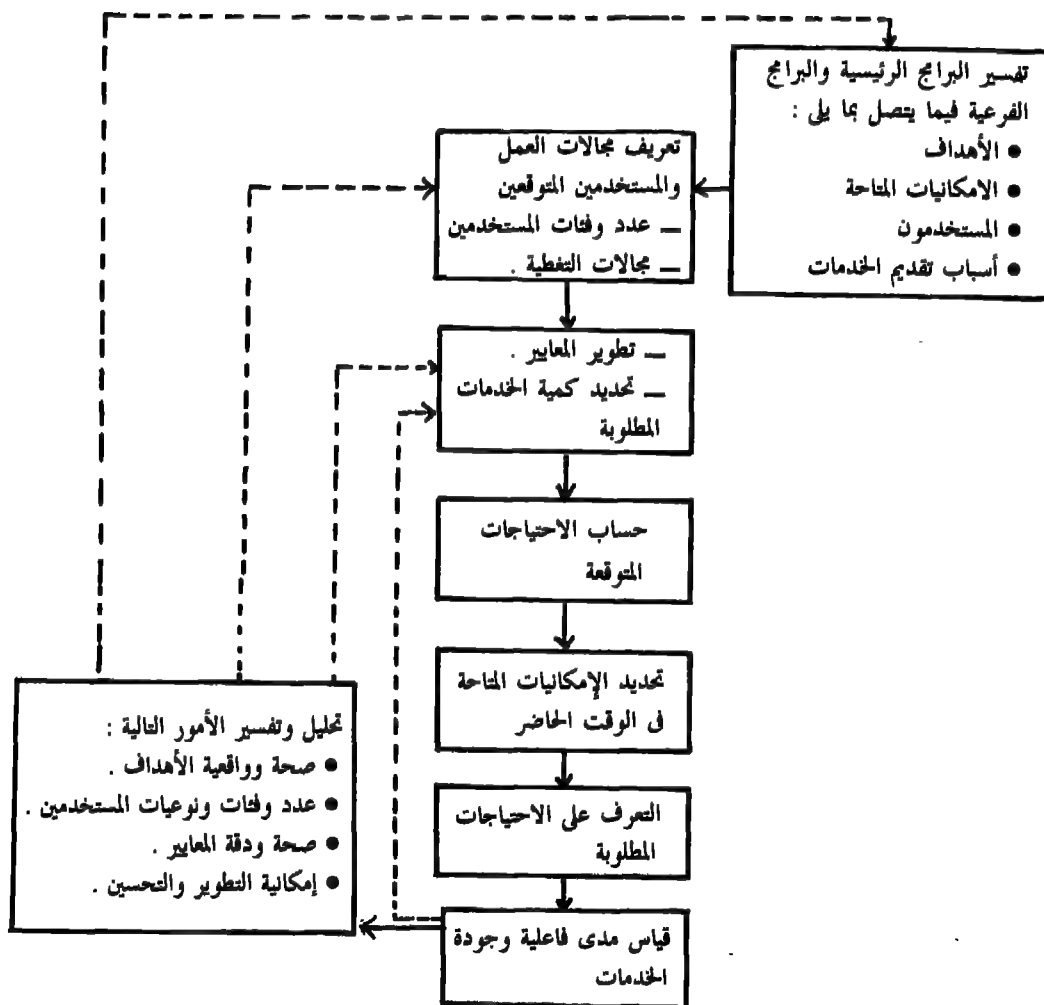 تفسير البرامج الرئيسية والبرامج
الفرعية فيما يتصل بما يلى :
● الأهداف
● الامكانيات المتاحة
● المستخدمون
● أسباب تقديم الخدمات
تعريف مجالات العمل
والمستخدمين المتوقعين
— عدد وفئات المستخدمين
— مجالات التغطية .
— تطوير المعايير .
— تحديد كمية الخدمات
المطلوبة
حساب الاحتياجات
المتوقعة
تحديد الإمكانيات المتاحة
فى الوقت الحاضر
التعرف على الاحتياجات
المطلوبة
قياس مدى فاعلية وجودة
الخدمات
تحليل وتفسير الأمور التالية :
● صحة وواقعية الأهداف .
● عدد وفئات ونوعيات المستخدمين .
● صحة ودقة المعايير .
● إمكانية التطوير والتحسين .